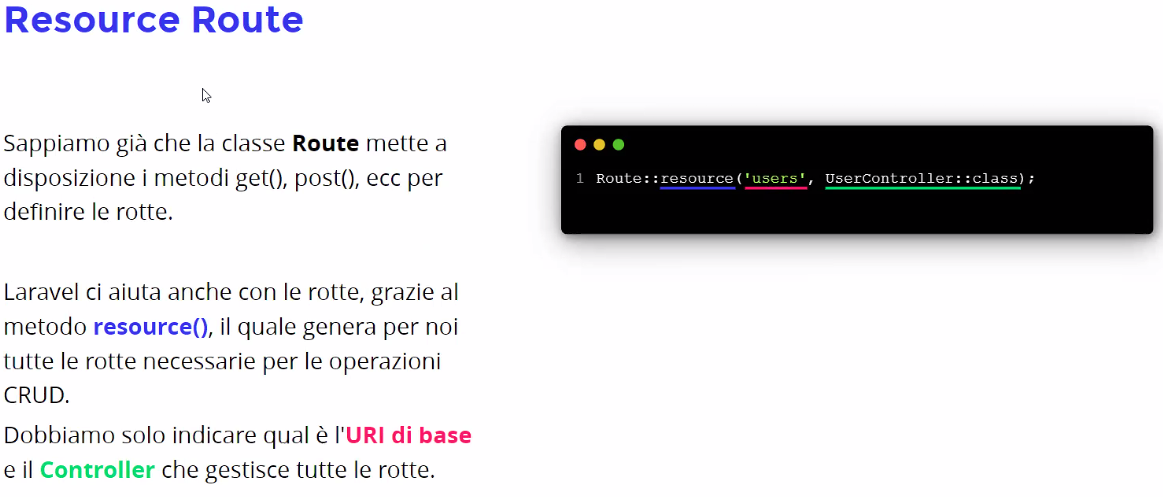 Resource Route
Sappiamo già che la classe Route mette a
disposizione i metodi get(), post(), ecc per
definire le rotte.
Laravel ci aiuta anche con le rotte, grazie al
metodo resource(), il quale genera per noi
tutte le rotte necessarie per le operazioni
CRUD.
Dobbiamo solo indicare qual è l'URI di base
e il Controller che gestisce tutte le rotte.
1 Route::resource('users', UserController::class);